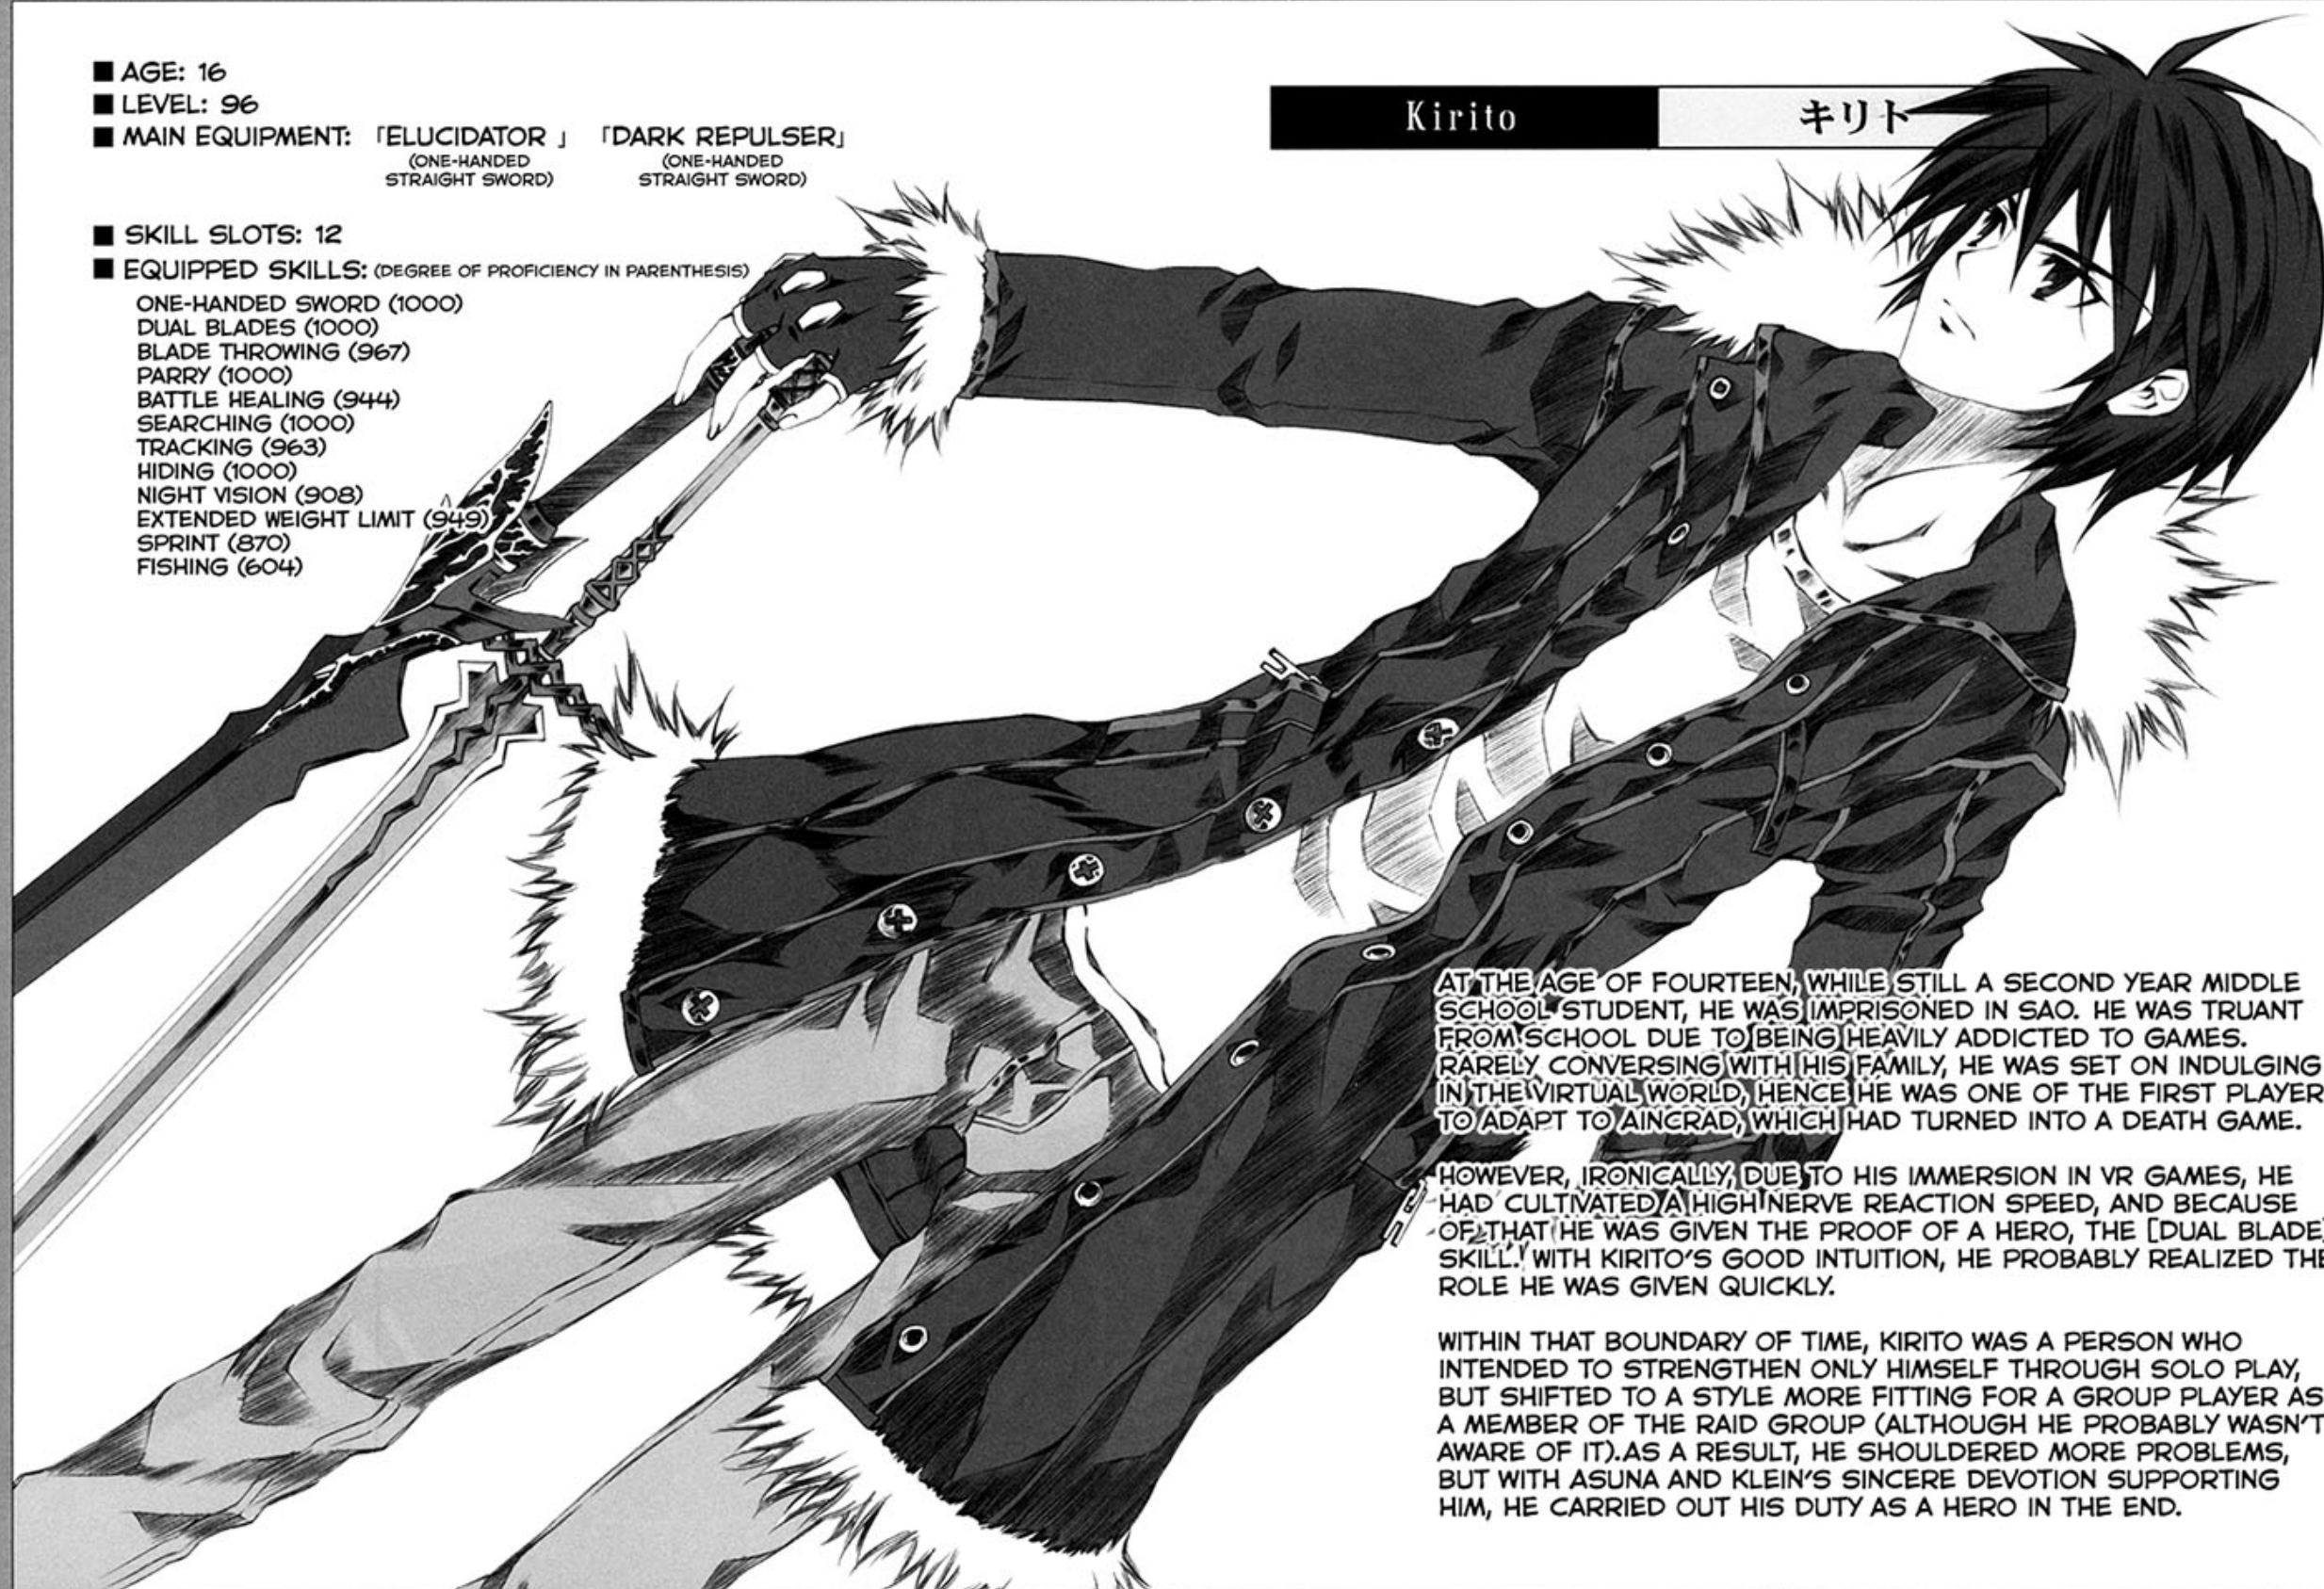 ■ AGE: 16
■ LEVEL: 96
■ MAIN EQUIPMENT: 「ELUCIDATOR 」 「DARK REPULSER」
(ONE-HANDED STRAIGHT SWORD) (ONE-HANDED STRAIGHT SWORD)
■ SKILL SLOTS: 12
■ EQUIPPED SKILLS: (DEGREE OF PROFICIENCY IN PARENTHESIS)
ONE-HANDED SWORD (1000)
DUAL BLADES (1000)
BLADE THROWING (967)
PARRY (1000)
BATTLE HEALING (944)
SEARCHING (1000)
TRACKING (963)
HIDING (1000)
NIGHT VISION (908)
EXTENDED WEIGHT LIMIT (949)
SPRINT (870)
FISHING (604)
Kirito キリト
AT THE AGE OF FOURTEEN, WHILE STILL A SECOND YEAR MIDDLE
SCHOOL STUDENT, HE WAS IMPRISONED IN SAO. HE WAS TRUANT
FROM SCHOOL DUE TO BEING HEAVILY ADDICTED TO GAMES.
RARELY CONVERSING WITH HIS FAMILY, HE WAS SET ON INDULGING
IN THE VIRTUAL WORLD, HENCE HE WAS ONE OF THE FIRST PLAYER
TO ADAPT TO AINCRAD, WHICH HAD TURNED INTO A DEATH GAME.
HOWEVER, IRONICALLY, DUE TO HIS IMMERSION IN VR GAMES, HE
HAD CULTIVATED A HIGH NERVE REACTION SPEED, AND BECAUSE
OF THAT HE WAS GIVEN THE PROOF OF A HERO, THE [DUAL BLADE]
SKILL. WITH KIRITO'S GOOD INTUITION, HE PROBABLY REALIZED THE
ROLE HE WAS GIVEN QUICKLY.
WITHIN THAT BOUNDARY OF TIME, KIRITO WAS A PERSON WHO
INTENDED TO STRENGTHEN ONLY HIMSELF THROUGH SOLO PLAY,
BUT SHIFTED TO A STYLE MORE FITTING FOR A GROUP PLAYER AS
A MEMBER OF THE RAID GROUP (ALTHOUGH HE PROBABLY WASN'T
AWARE OF IT).AS A RESULT, HE SHOULDERED MORE PROBLEMS,
BUT WITH ASUNA AND KLEIN'S SINCERE DEVOTION SUPPORTING
HIM, HE CARRIED OUT HIS DUTY AS A HERO IN THE END.